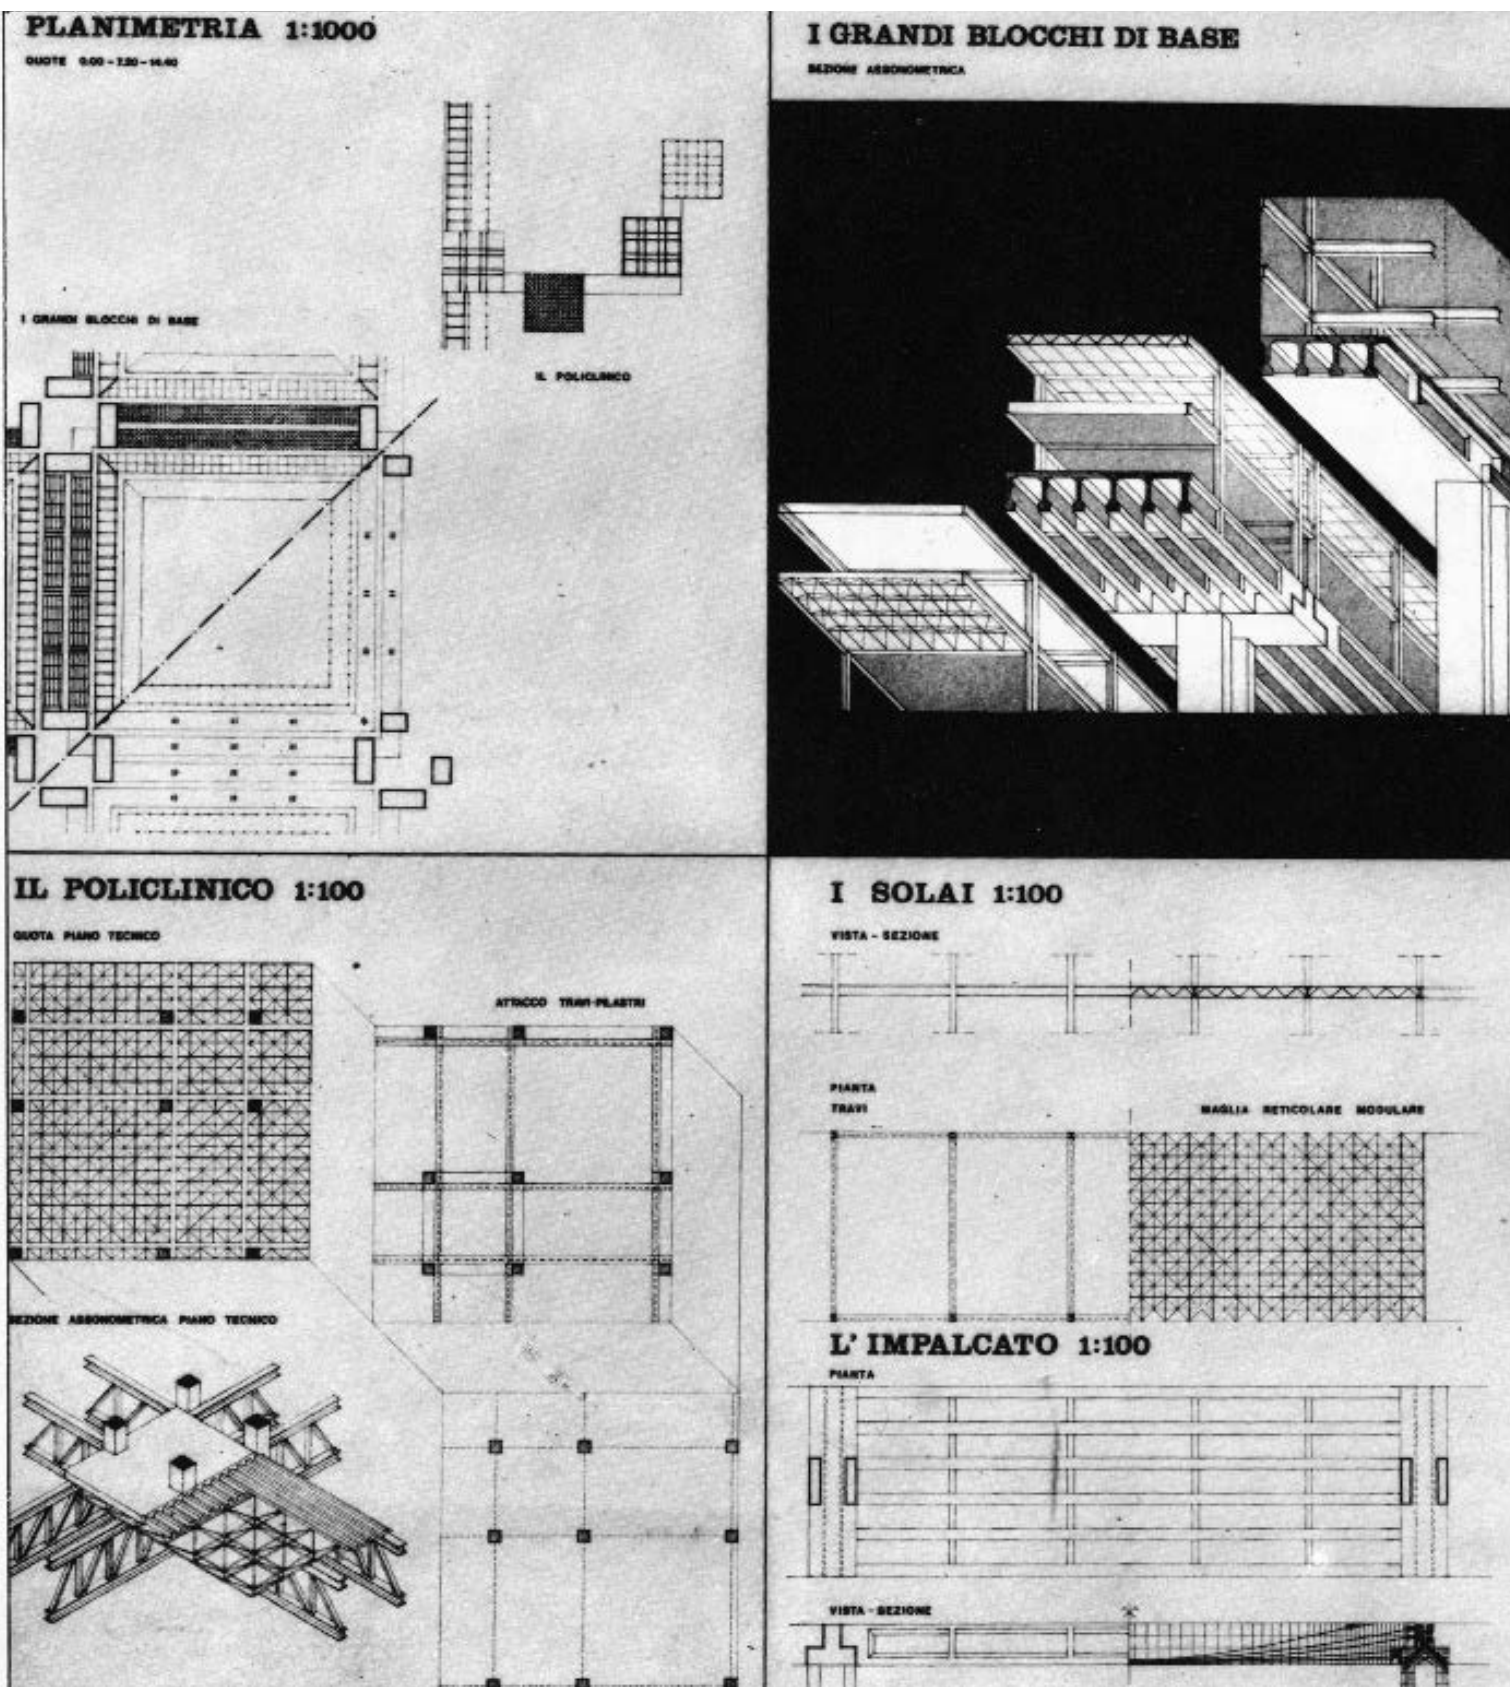 PLANIMETRIA 1:1000
QUOTE 0.00 - 7.20 - 14.40
I GRANDI BLOCCHI DI BASE
IL POLICLINICO
I GRANDI BLOCCHI DI BASE
SEZIONE ASSONOMETRICA
IL POLICLINICO 1:100
QUOTA PIANO TECNICO
ATTACCO TRAVI-PILASTRI
SEZIONE ASSONOMETRICA PIANO TECNICO
I SOLAI 1:100
VISTA - SEZIONE
PIANTA
TRAVI
MAGLIA RETICOLARE MODULARE
L' IMPALCATO 1:100
PIANTA
VISTA - SEZIONE